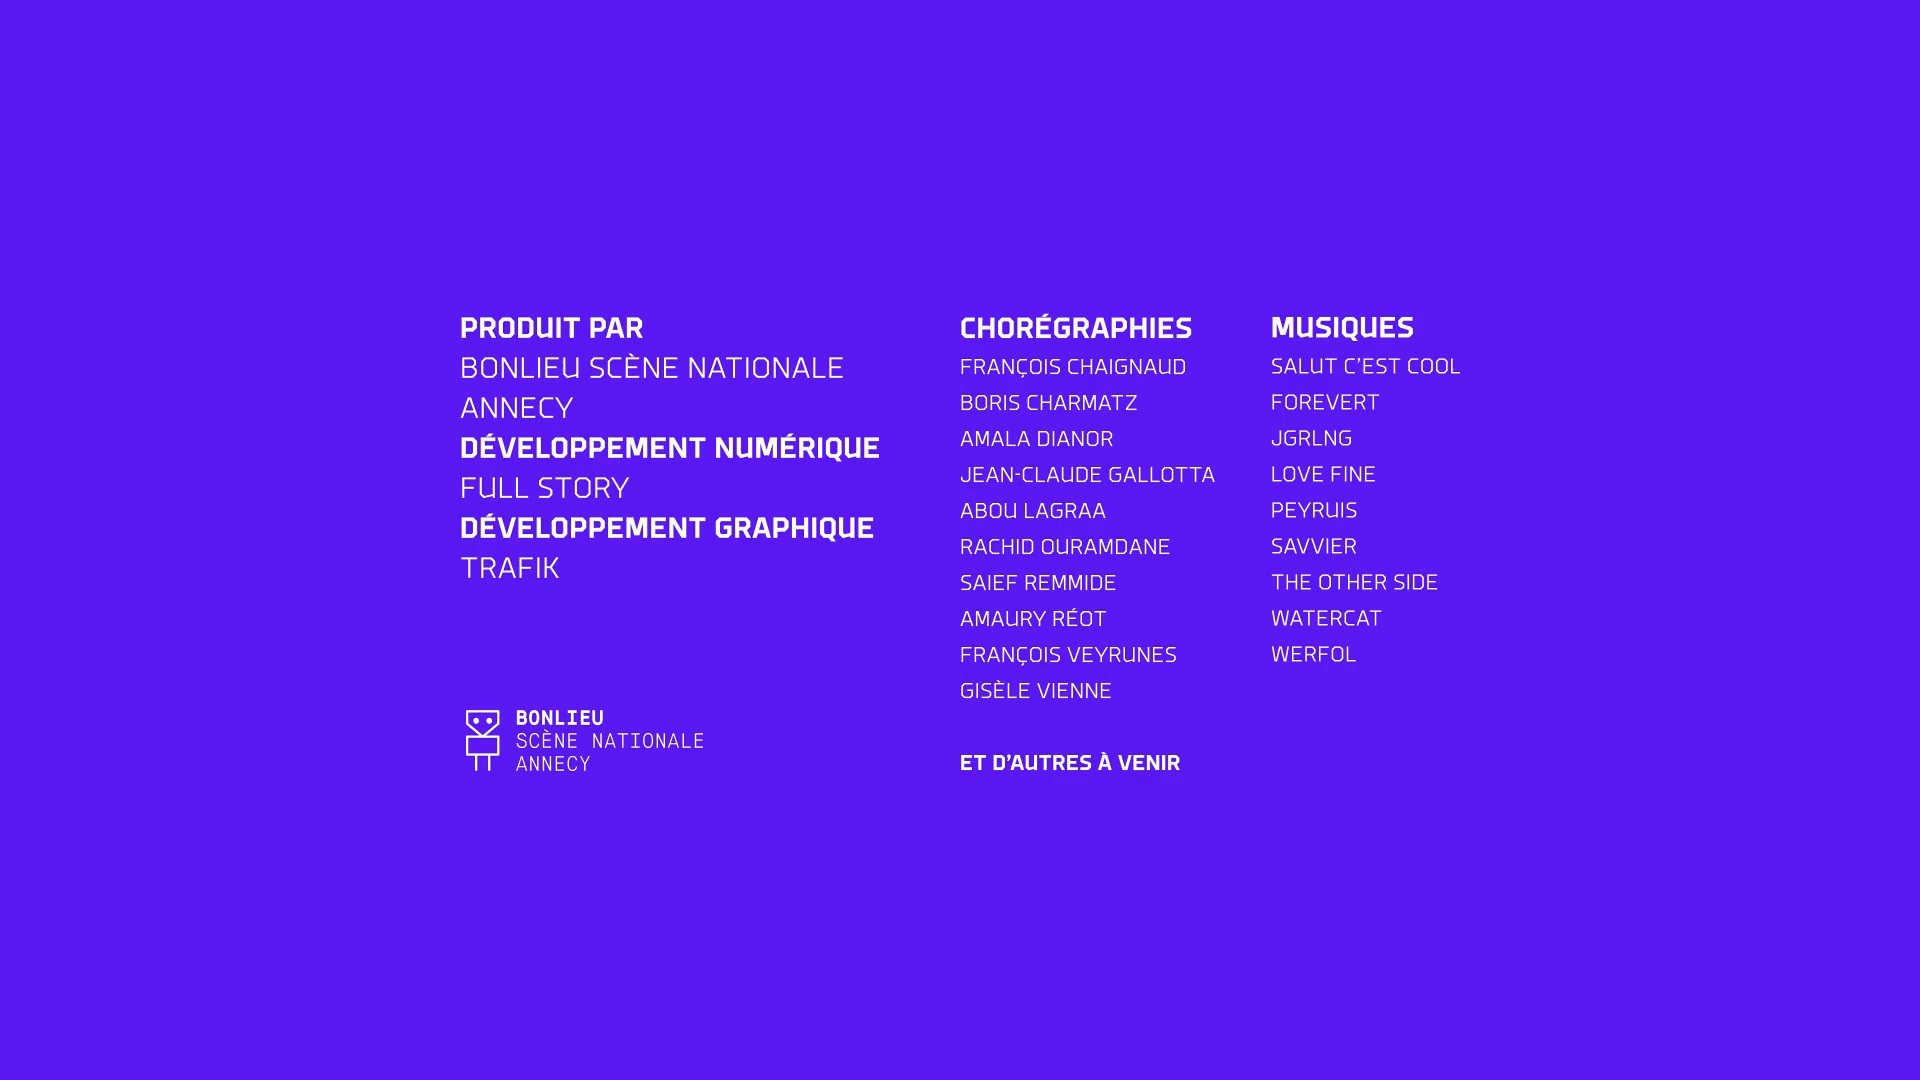 PRODUIT PAR
BONLIEU SCÈNE NATIONALE
ANNECY
DÉVELOPPEMENT NUMÉRIQUE
FULL STORY
DÉVELOPPEMENT GRAPHIQUE
TRAFIK
BONLIEU
SCÈNE NATIONALE
ANNECY
CHORÉGRAPHIES
FRANÇOIS CHAIGNAUD
BORIS CHARMATZ
AMALA DIANOR
JEAN-CLAUDE GALLOTTA
ABOU LAGRAA
RACHID OURAMDANE
SAIEF REMMIDE
AMAURY RÉOT
FRANÇOIS VEYRUNES
GISÈLE VIENNE
ET D’AUTRES À VENIR
MUSIQUES
SALUT C’EST COOL
FOREVERT
JGRLNG
LOVE FINE
PEYRUIS
SAVVIER
THE OTHER SIDE
WATERCAT
WERFOL